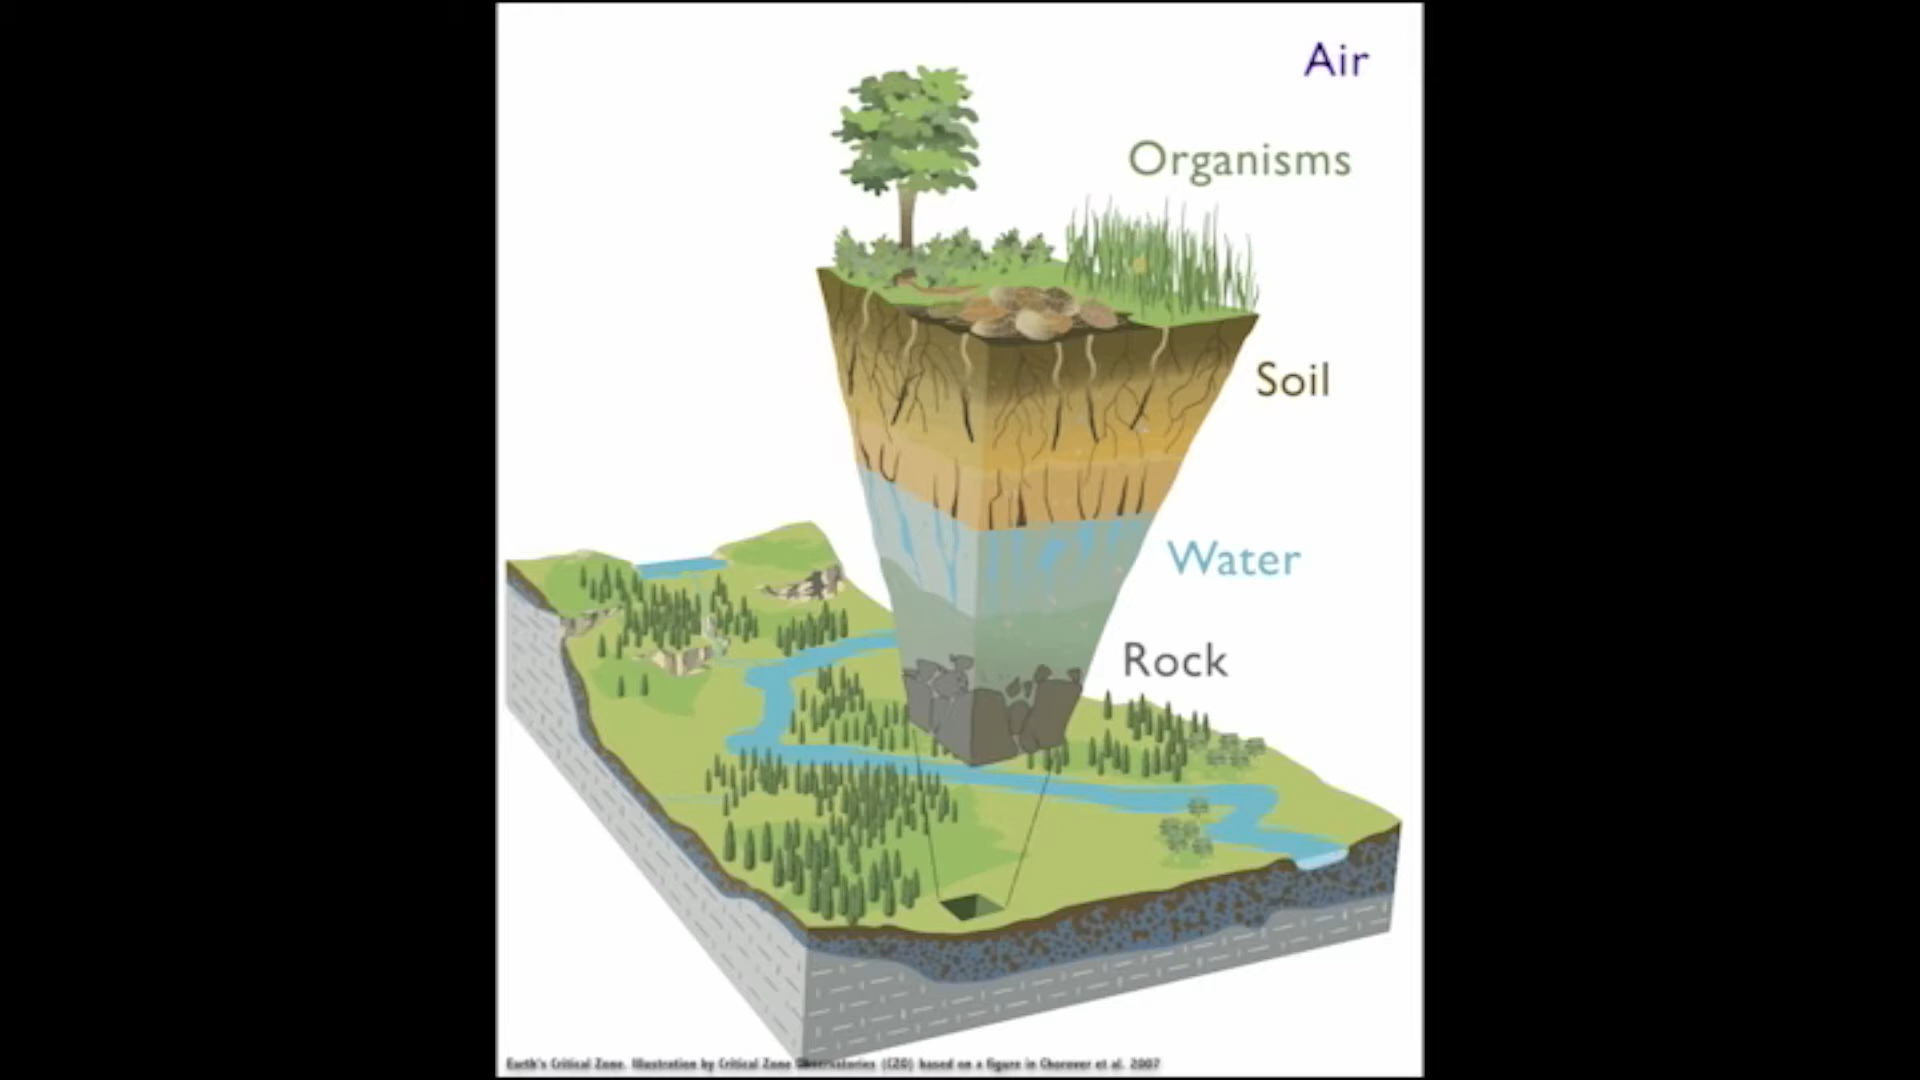 Air
Organisms
Soil
Water
Rock
Earth's Critical Zone. Illustration by Critical Zone Observatories (CZO) based on a figure in Chorover et al. 2007